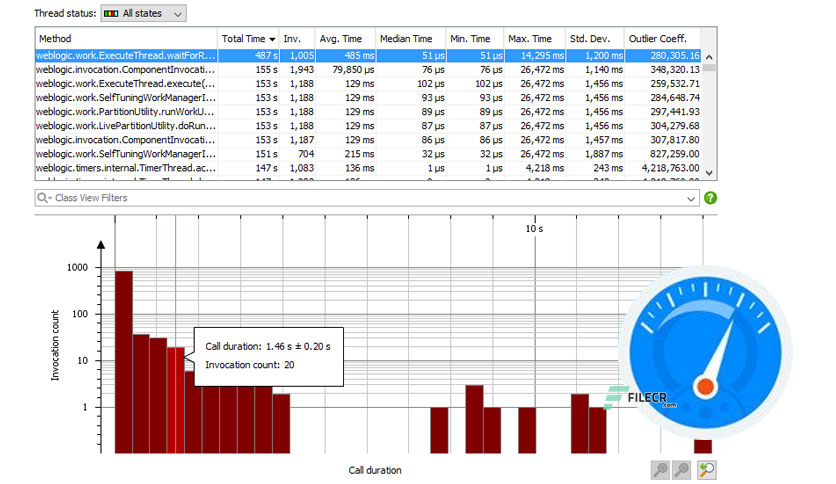 Thread status: All states
Method Total Time Inv. Avg. Time Median Time Min. Time Max. Time Std. Dev. Outlier Coeff.
weblogic.work.ExecuteThread.waitForR... 487 s 1,005 485 ms 51 µs 51 µs 14,295 ms 1,200 ms 280,305.16
weblogic.invocation.ComponentInvocati... 155 s 1,943 79,850 µs 76 µs 76 µs 26,472 ms 1,140 ms 348,320.13
weblogic.work.ExecuteThread.execute(... 153 s 1,188 129 ms 102 µs 102 µs 26,472 ms 1,456 ms 259,532.71
weblogic.work.SelfTuningWorkManagerI... 153 s 1,188 129 ms 93 µs 93 µs 26,472 ms 1,456 ms 284,648.74
weblogic.work.PartitionUtility.runWorkU... 153 s 1,188 129 ms 89 µs 89 µs 26,472 ms 1,456 ms 297,441.93
weblogic.work.LivePartitionUtility.doRun... 153 s 1,188 129 ms 87 µs 87 µs 26,472 ms 1,456 ms 304,279.68
weblogic.invocation.ComponentInvocati... 153 s 1,187 129 ms 86 µs 86 µs 26,472 ms 1,457 ms 307,817.80
weblogic.work.SelfTuningWorkManagerI... 151 s 704 215 ms 32 µs 32 µs 26,472 ms 1,887 ms 827,259.00
weblogic.timers.internal.TimerThread.ac... 147 s 1,083 136 ms 1 µs 1 µs 4,218 ms 243 ms 4,218,763.00
Class View Filters
10 s
1000
100
10
1
Invocation count
Call duration: 1.46 s ± 0.20 s
Invocation count: 20
FILECR
.com
Call duration